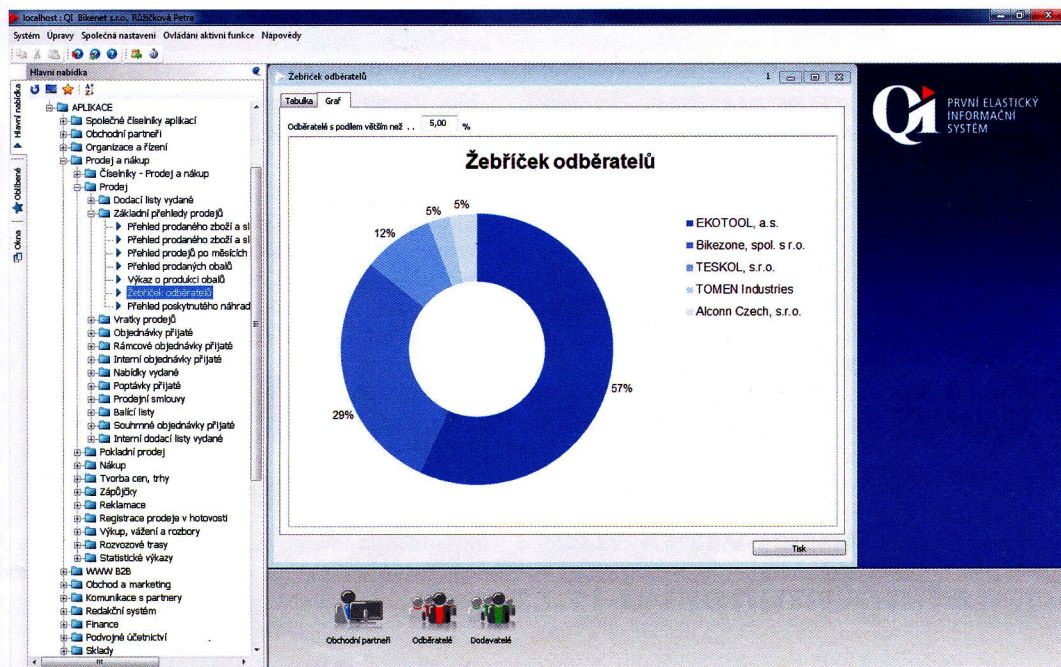 localhost : QI Bikenet s.r.o, Růžičková Petra
Systém Úpravy Společná nastavení Ovládání aktivní funkce Nápovědy
Hlavní nabídka
Hlavní nabídka
Oblíbené
Okna
APLIKACE
Společné číselníky aplikací
Obchodní partneři
Organizace a řízení
Prodej a nákup
Číselníky - Prodej a nákup
Prodej
Dodací listy vydané
Základní přehledy prodejů
Přehled prodaného zboží a sl
Přehled prodaného zboží a sl
Přehled prodejů po měsících
Přehled prodaných obalů
Výkaz o produkci obalů
Žebříček odběratelů
Přehled poskytnutého náhrad
Vratky prodejů
Objednávky přijaté
Rámcové objednávky přijaté
Interní objednávky přijaté
Nabídky vydané
Poptávky přijaté
Prodejní smlouvy
Balící listy
Souhrnné objednávky přijaté
Interní dodací listy vydané
Pokladní prodej
Nákup
Tvorba cen, trhy
Zápůjčky
Reklamace
Registrace prodeje v hotovosti
Výkup, vážení a rozbory
Rozvozové trasy
Statistické výkazy
WWW B2B
Obchod a marketing
Komunikace s partnery
Redakční systém
Finance
Podvojné účetnictví
Sklady
Žebříček odběratelů 1
Tabulka Graf
Odběratelé s podílem větším než . . 5,00 %
Žebříček odběratelů
5% 5%
12%
29%
57%
EKOTOOL, a.s.
Bikezone, spol. s r.o.
TESKOL, s.r.o.
TOMEN Industries
Alconn Czech, s.r.o.
Tisk
Obchodní partneři Odběratelé Dodavatelé
QI
PRVNÍ ELASTICKÝ
INFORMAČNÍ
SYSTÉM